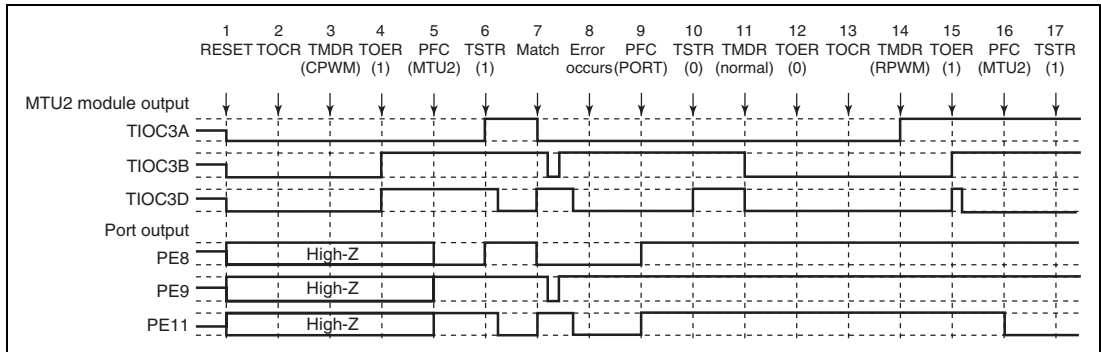 1 2 3 4 5 6 7 8 9 10 11 12 13 14 15 16 17
RESET TOCR TMDR TOER PFC TSTR Match Error PFC TSTR TMDR TOER TOCR TMDR TOER PFC TSTR
(CPWM) (1) (MTU2) (1) occurs (PORT) (0) (normal) (0) (RPWM) (1) (MTU2) (1)
MTU2 module output
TIOC3A
TIOC3B
TIOC3D
Port output
PE8 High-Z
PE9 High-Z
PE11 High-Z